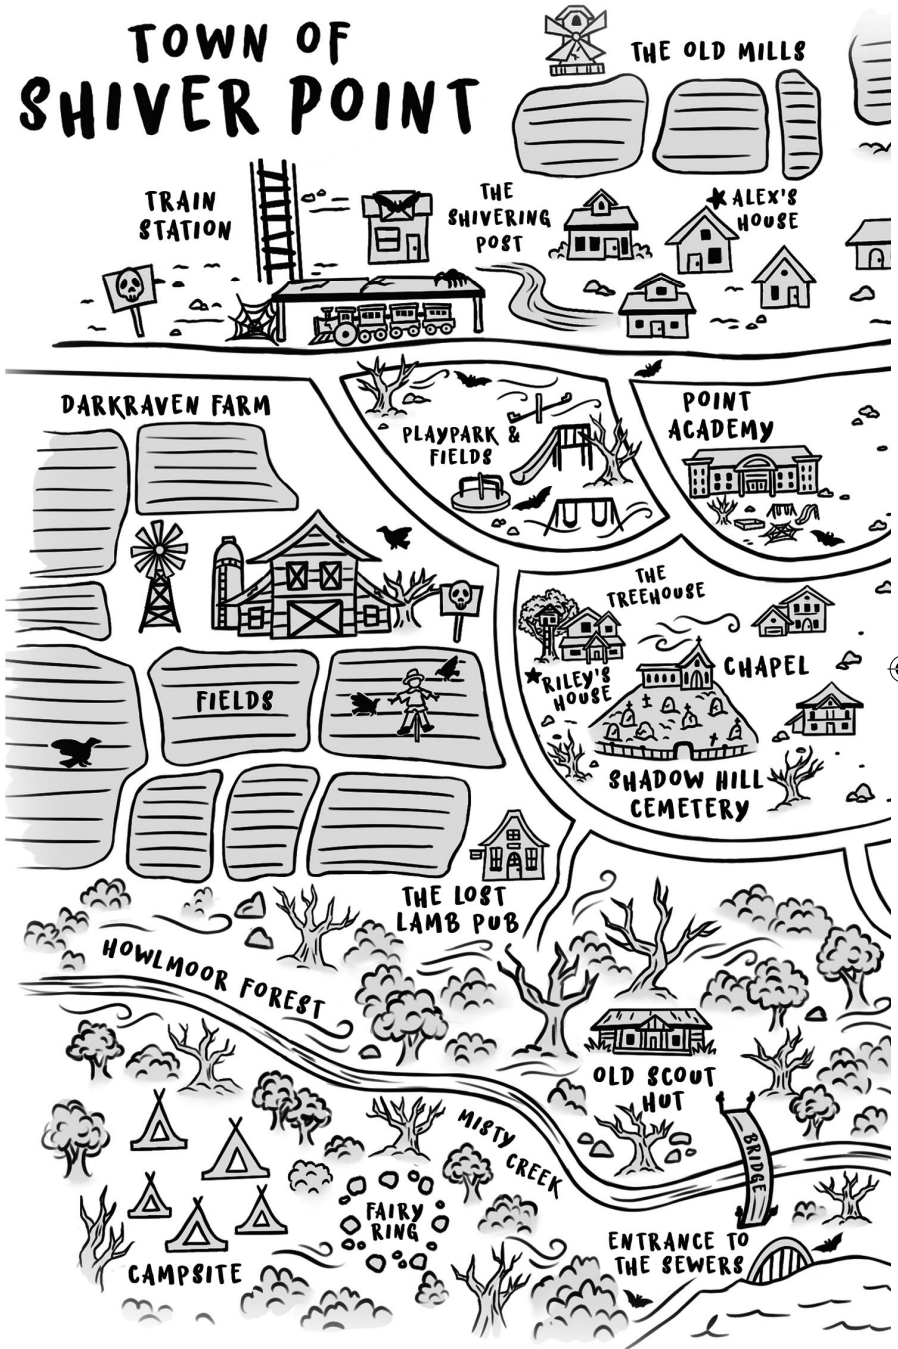 TOWN OF
SHIVER POINT
THE OLD MILLS
TRAIN
STATION
THE
SHIVERING
POST
ALEX'S
HOUSE
DARKRAVEN FARM
PLAYPARK &
FIELDS
POINT
ACADEMY
THE
TREEHOUSE
RILEY'S
HOUSE
CHAPEL
FIELDS
SHADOW HILL
CEMETERY
THE LOST
LAMB PUB
HOWLMOOR FOREST
OLD SCOUT
HUT
MISTY
CREEK
BRIDGE
FAIRY
RING
CAMPSITE
ENTRANCE TO
THE SEWERS